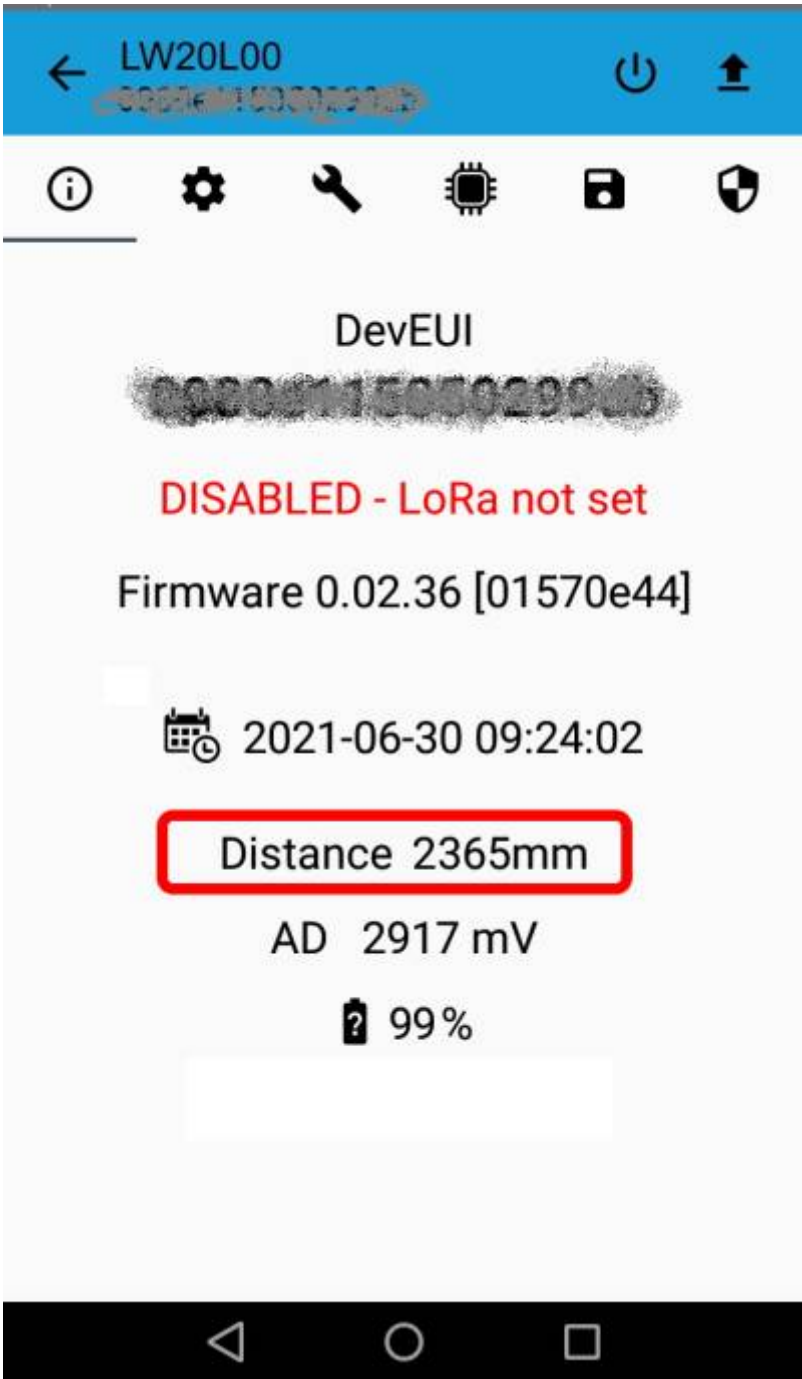 LW20L00
DevEUI
DISABLED - LoRa not set
Firmware 0.02.36 [01570e44]
2021-06-30 09:24:02
Distance 2365mm
AD 2917 mV
99%